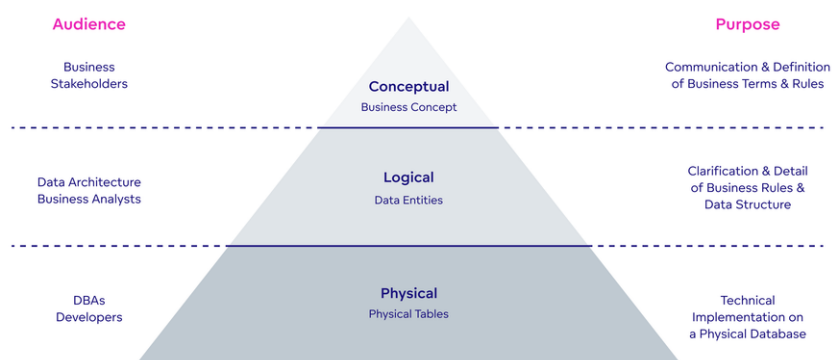 Audience
Purpose
Business
Stakeholders
Conceptual
Business Concept
Communication & Definition
of Business Terms & Rules
Data Architecture
Business Analysts
Logical
Data Entities
Clarification & Detail
of Business Rules &
Data Structure
DBAs
Developers
Physical
Physical Tables
Technical
Implementation on
a Physical Database